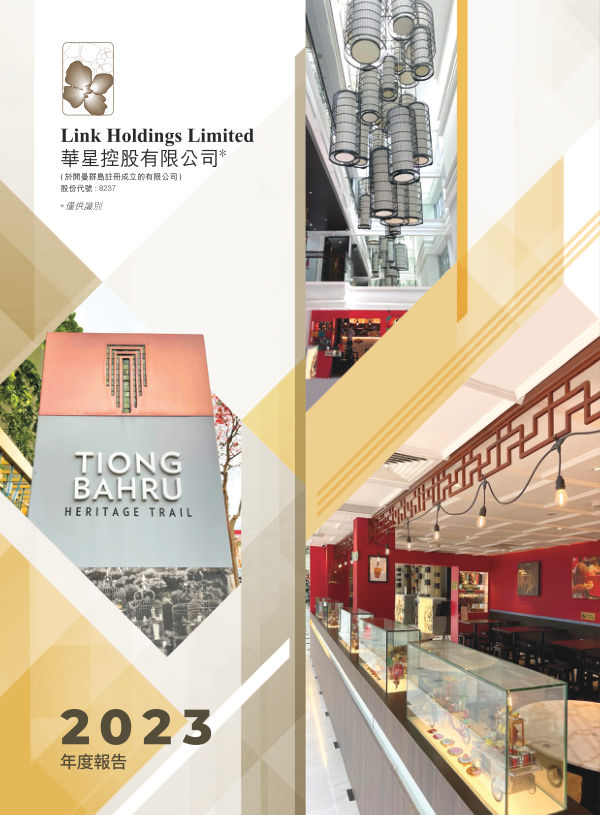 Link Holdings Limited
華星控股有限公司*
(於開曼群島註冊成立的有限公司)
股份代號 : 8237
* 僅供識別
TIONG
BAHRU
HERITAGE TRAIL
2023
年度報告